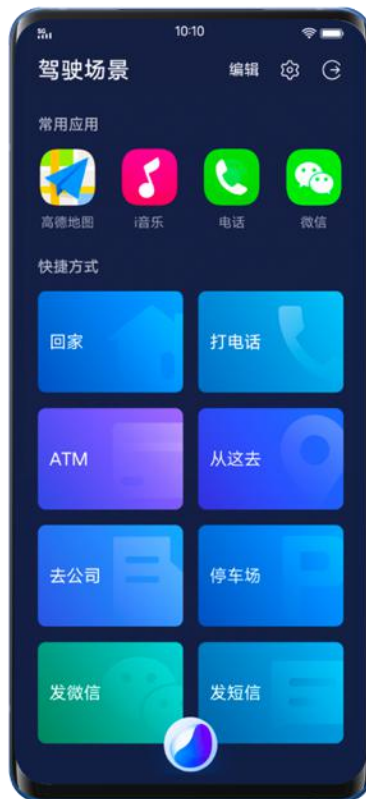 5G
10:10
驾驶场景 编辑
常用应用
高德地图 i音乐 电话 微信
快捷方式
回家 打电话
ATM 从这去
去公司 停车场
发微信 发短信